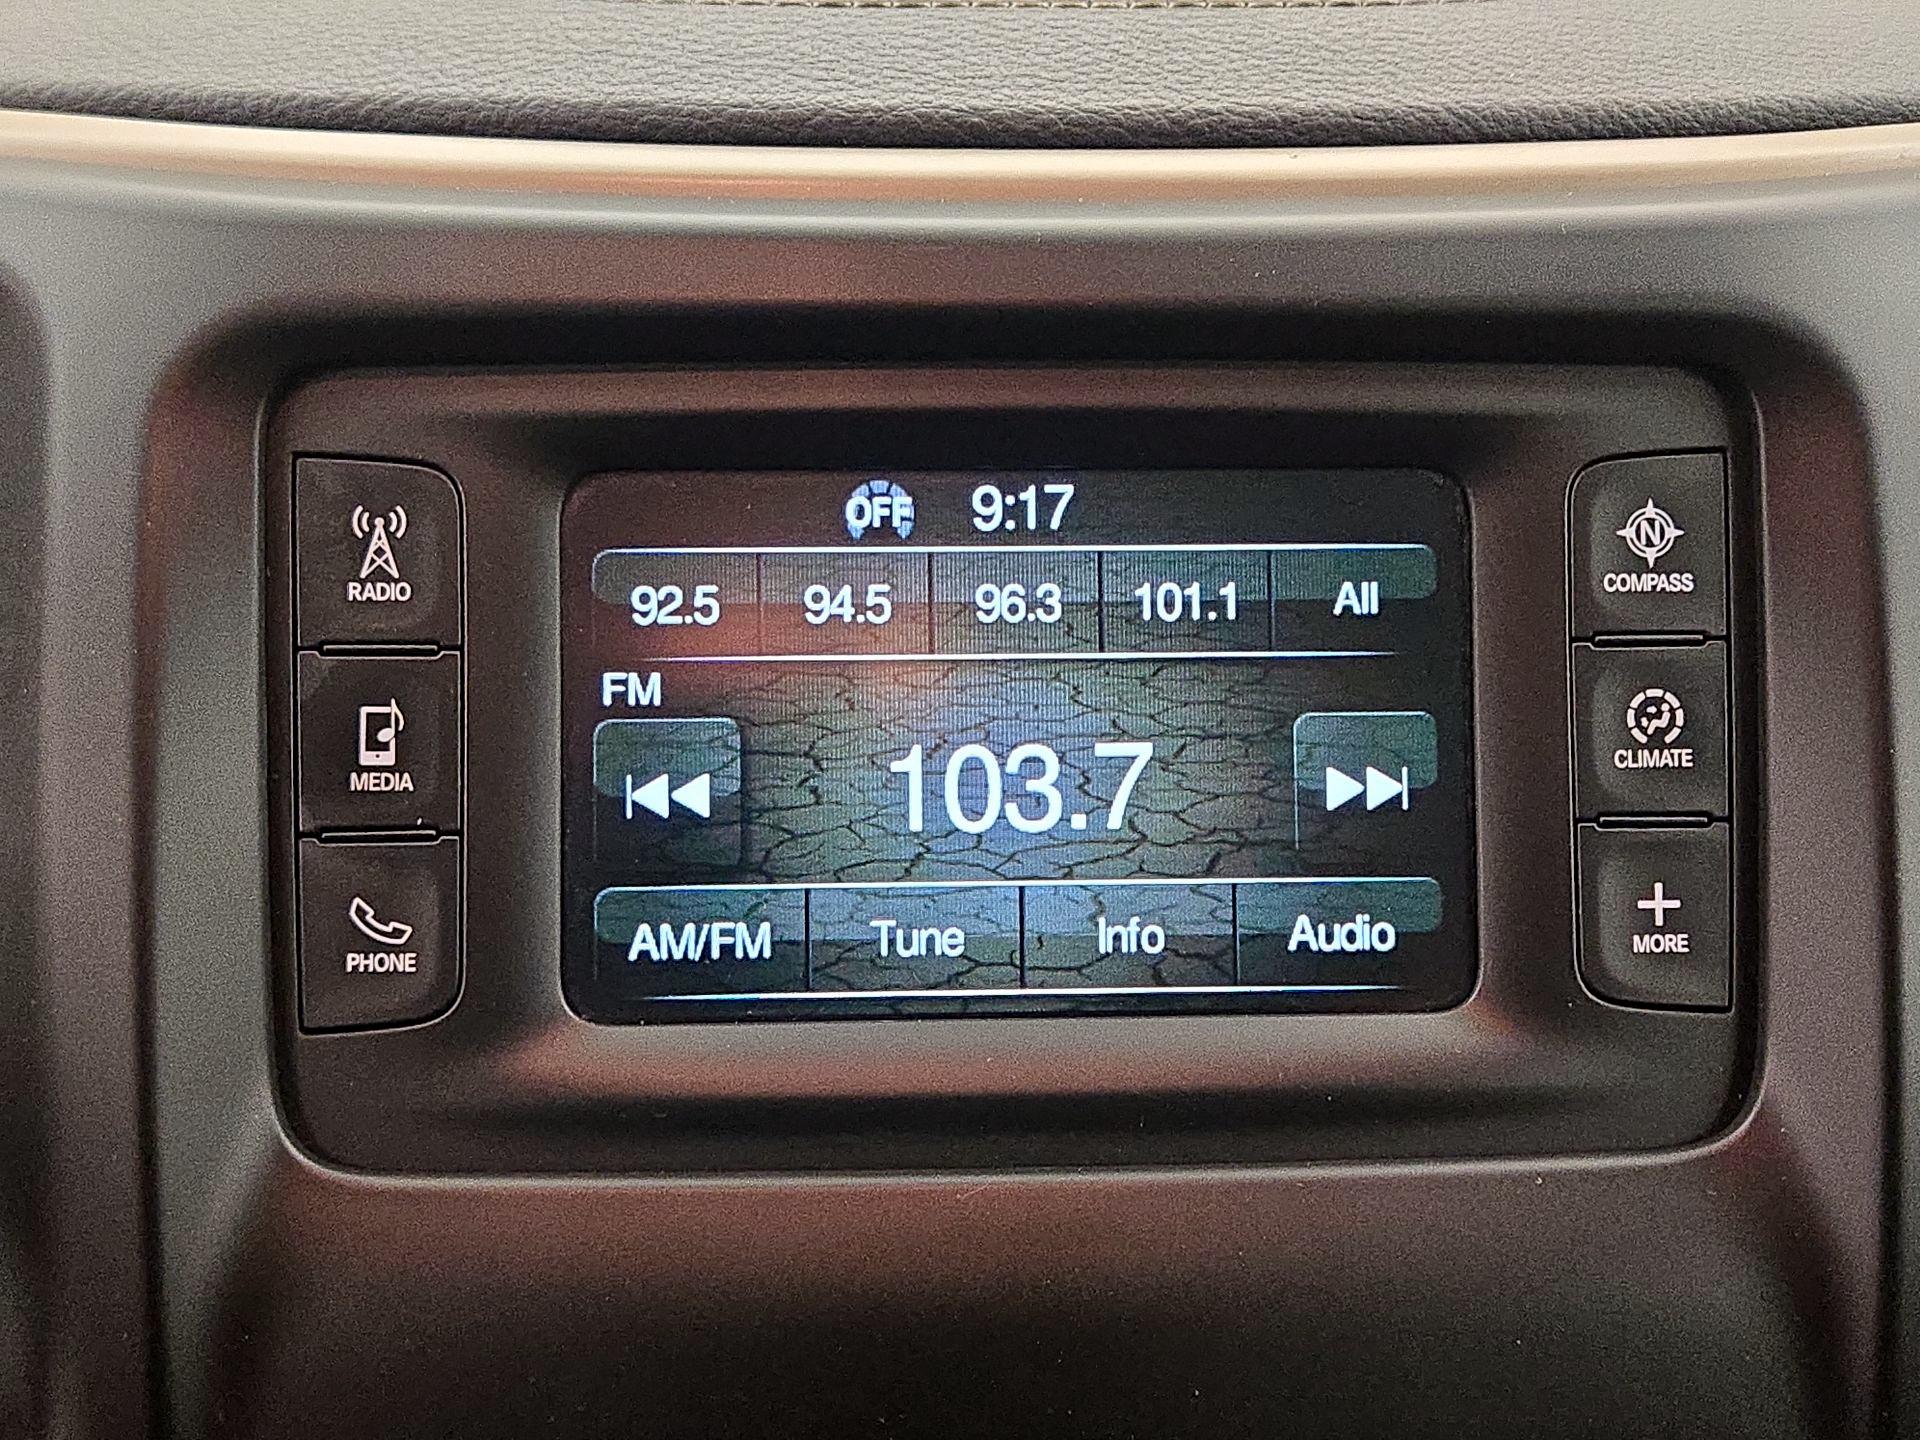 OFF 9:17
92.5 94.5 96.3 101.1 All
FM
103.7
AM/FM Tune Info Audio
RADIO
MEDIA
PHONE
N
COMPASS
CLIMATE
MORE